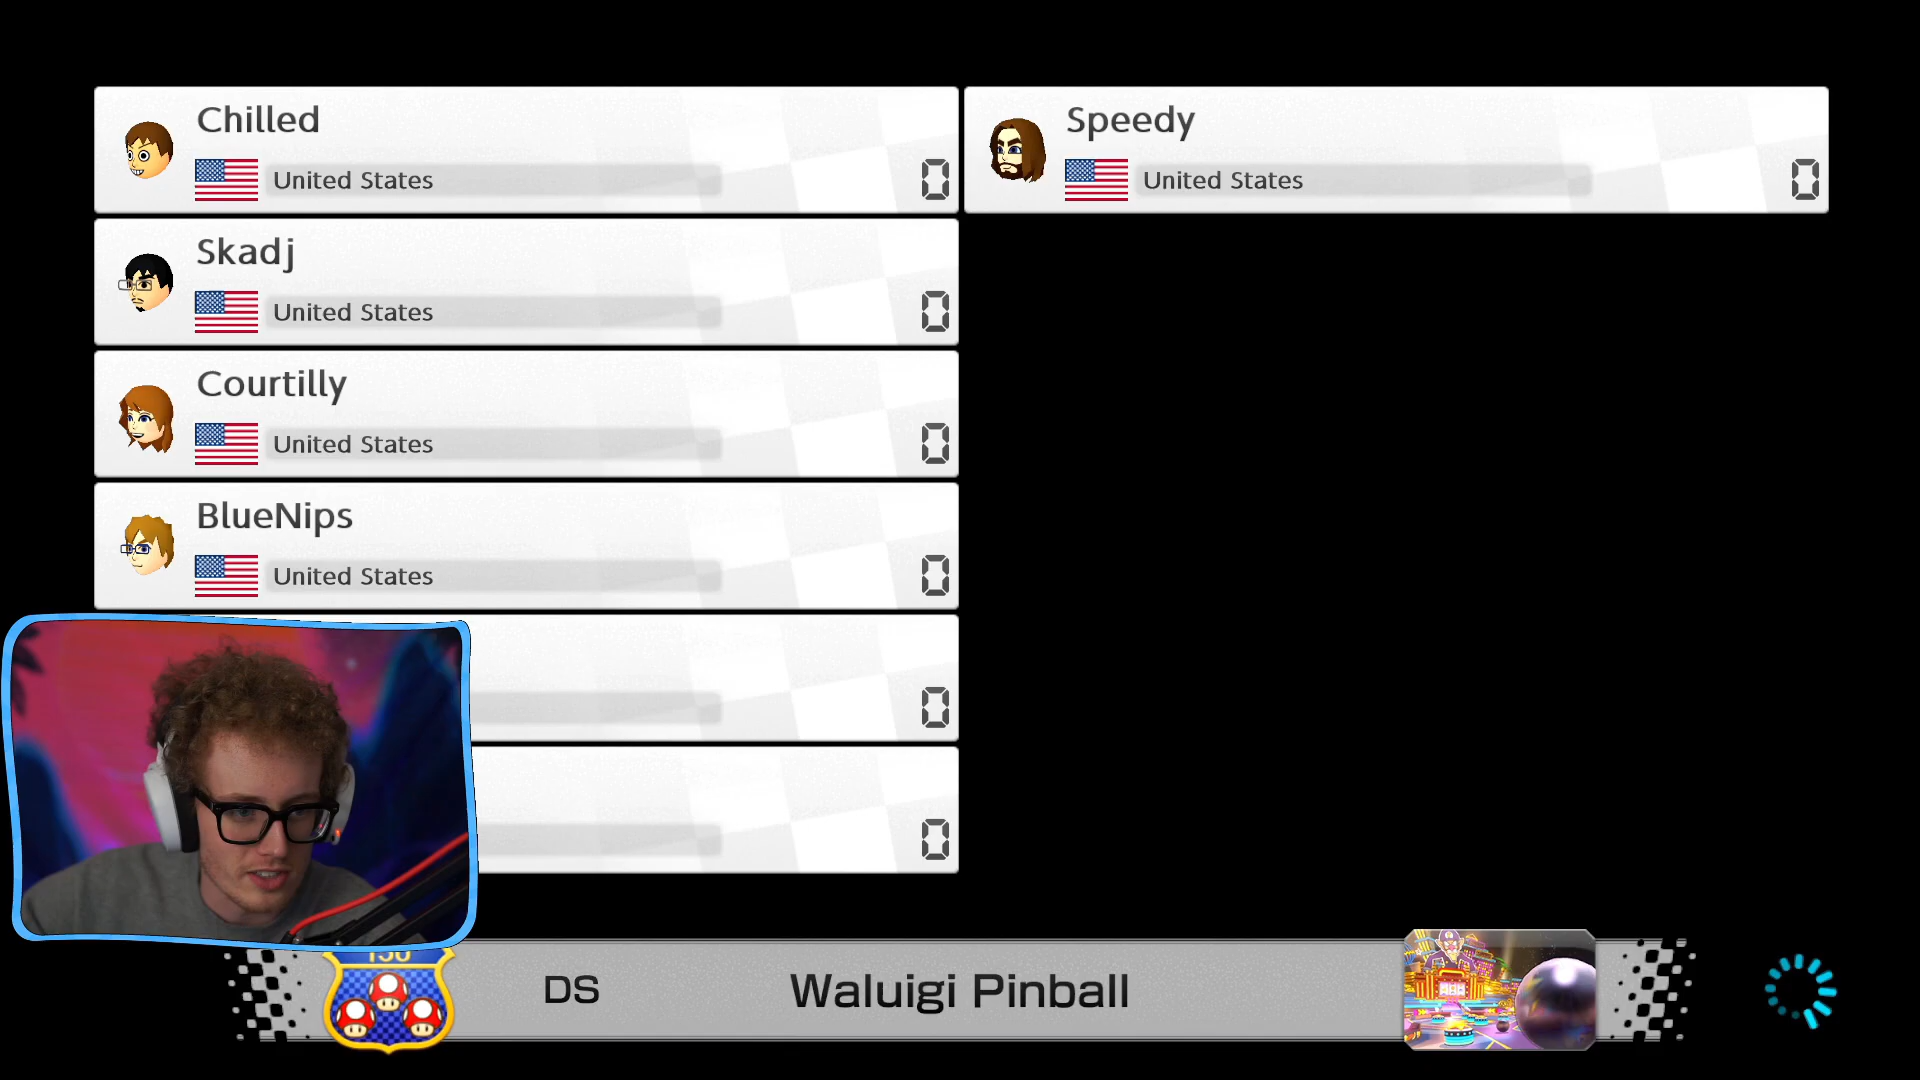 Chilled
United States
0
Skadj
United States
0
Courtilly
United States
0
BlueNips
United States
0
0
0
Speedy
United States
0
150
DS
Waluigi Pinball